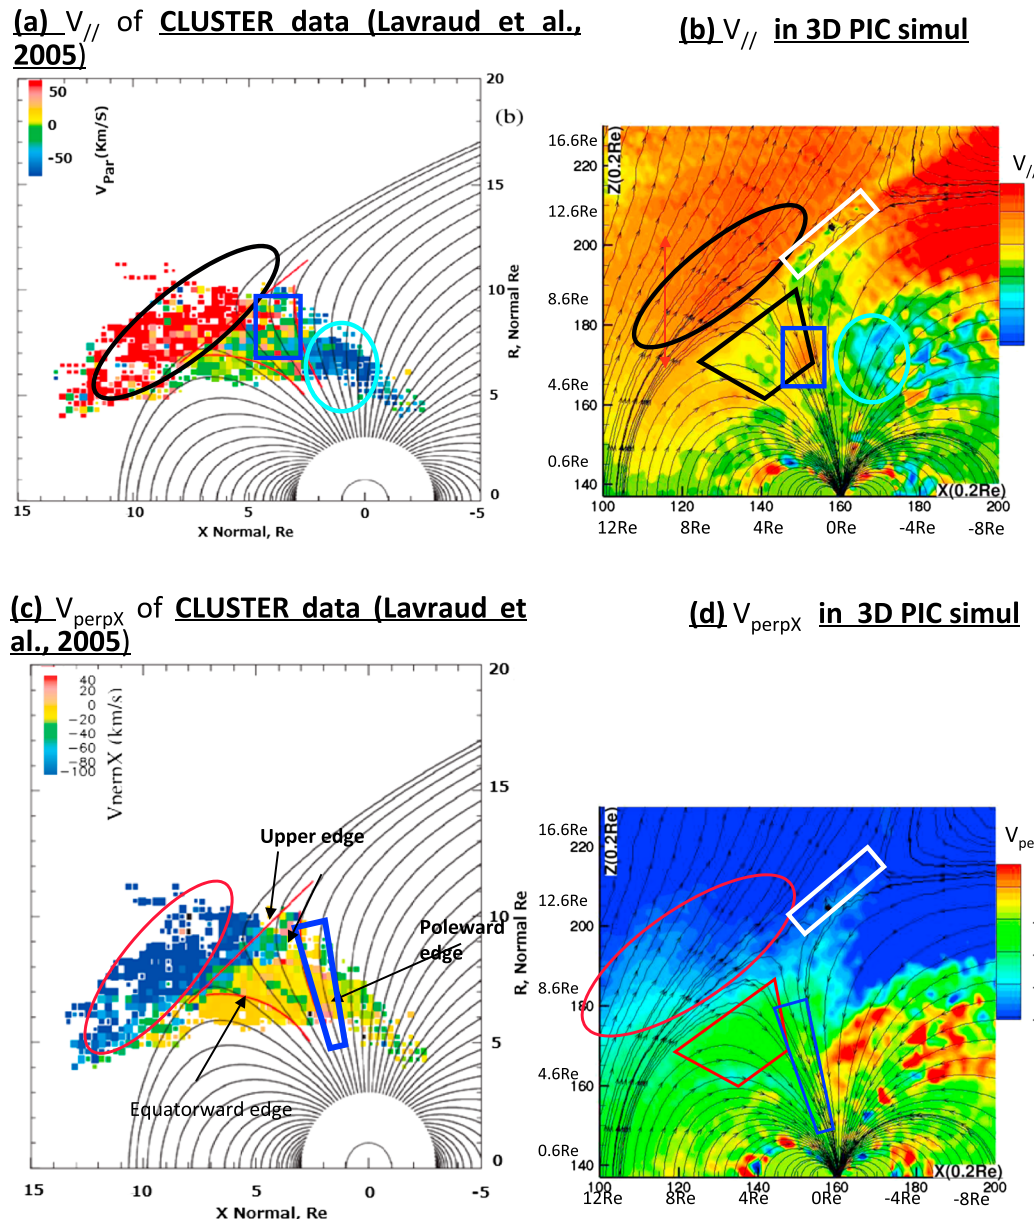 (a) V// of CLUSTER data (Lavraud et al.,
2005)
50
0
-50
VPar(Km/S)
20
(b)
15
10
5
0
R, Normal Re
15
10
5
0
-5
X Normal, Re
(b) V// in 3D PIC simul
16.6Re
220
Z(0.2Re)
12.6Re
200
8.6Re
180
4.6Re
160
0.6Re
140
X(0.2Re)
100
120
140
160
180
200
12Re
8Re
4Re
0Re
-4Re
-8Re
V//
(c) VperpX of CLUSTER data (Lavraud et
al., 2005)
40
20
0
-20
-40
-60
-80
-100
VperpX (km/s)
20
15
10
5
0
R, Normal Re
Upper edge
Poleward
edge
Equatorward edge
15
10
5
0
-5
X Normal, Re
(d) VperpX in 3D PIC simul
16.6Re
220
Z(0.2Re)
12.6Re
200
8.6Re
180
4.6Re
160
0.6Re
140
X(0.2Re)
100
120
140
160
180
200
12Re
8Re
4Re
0Re
-4Re
-8Re
Vpe